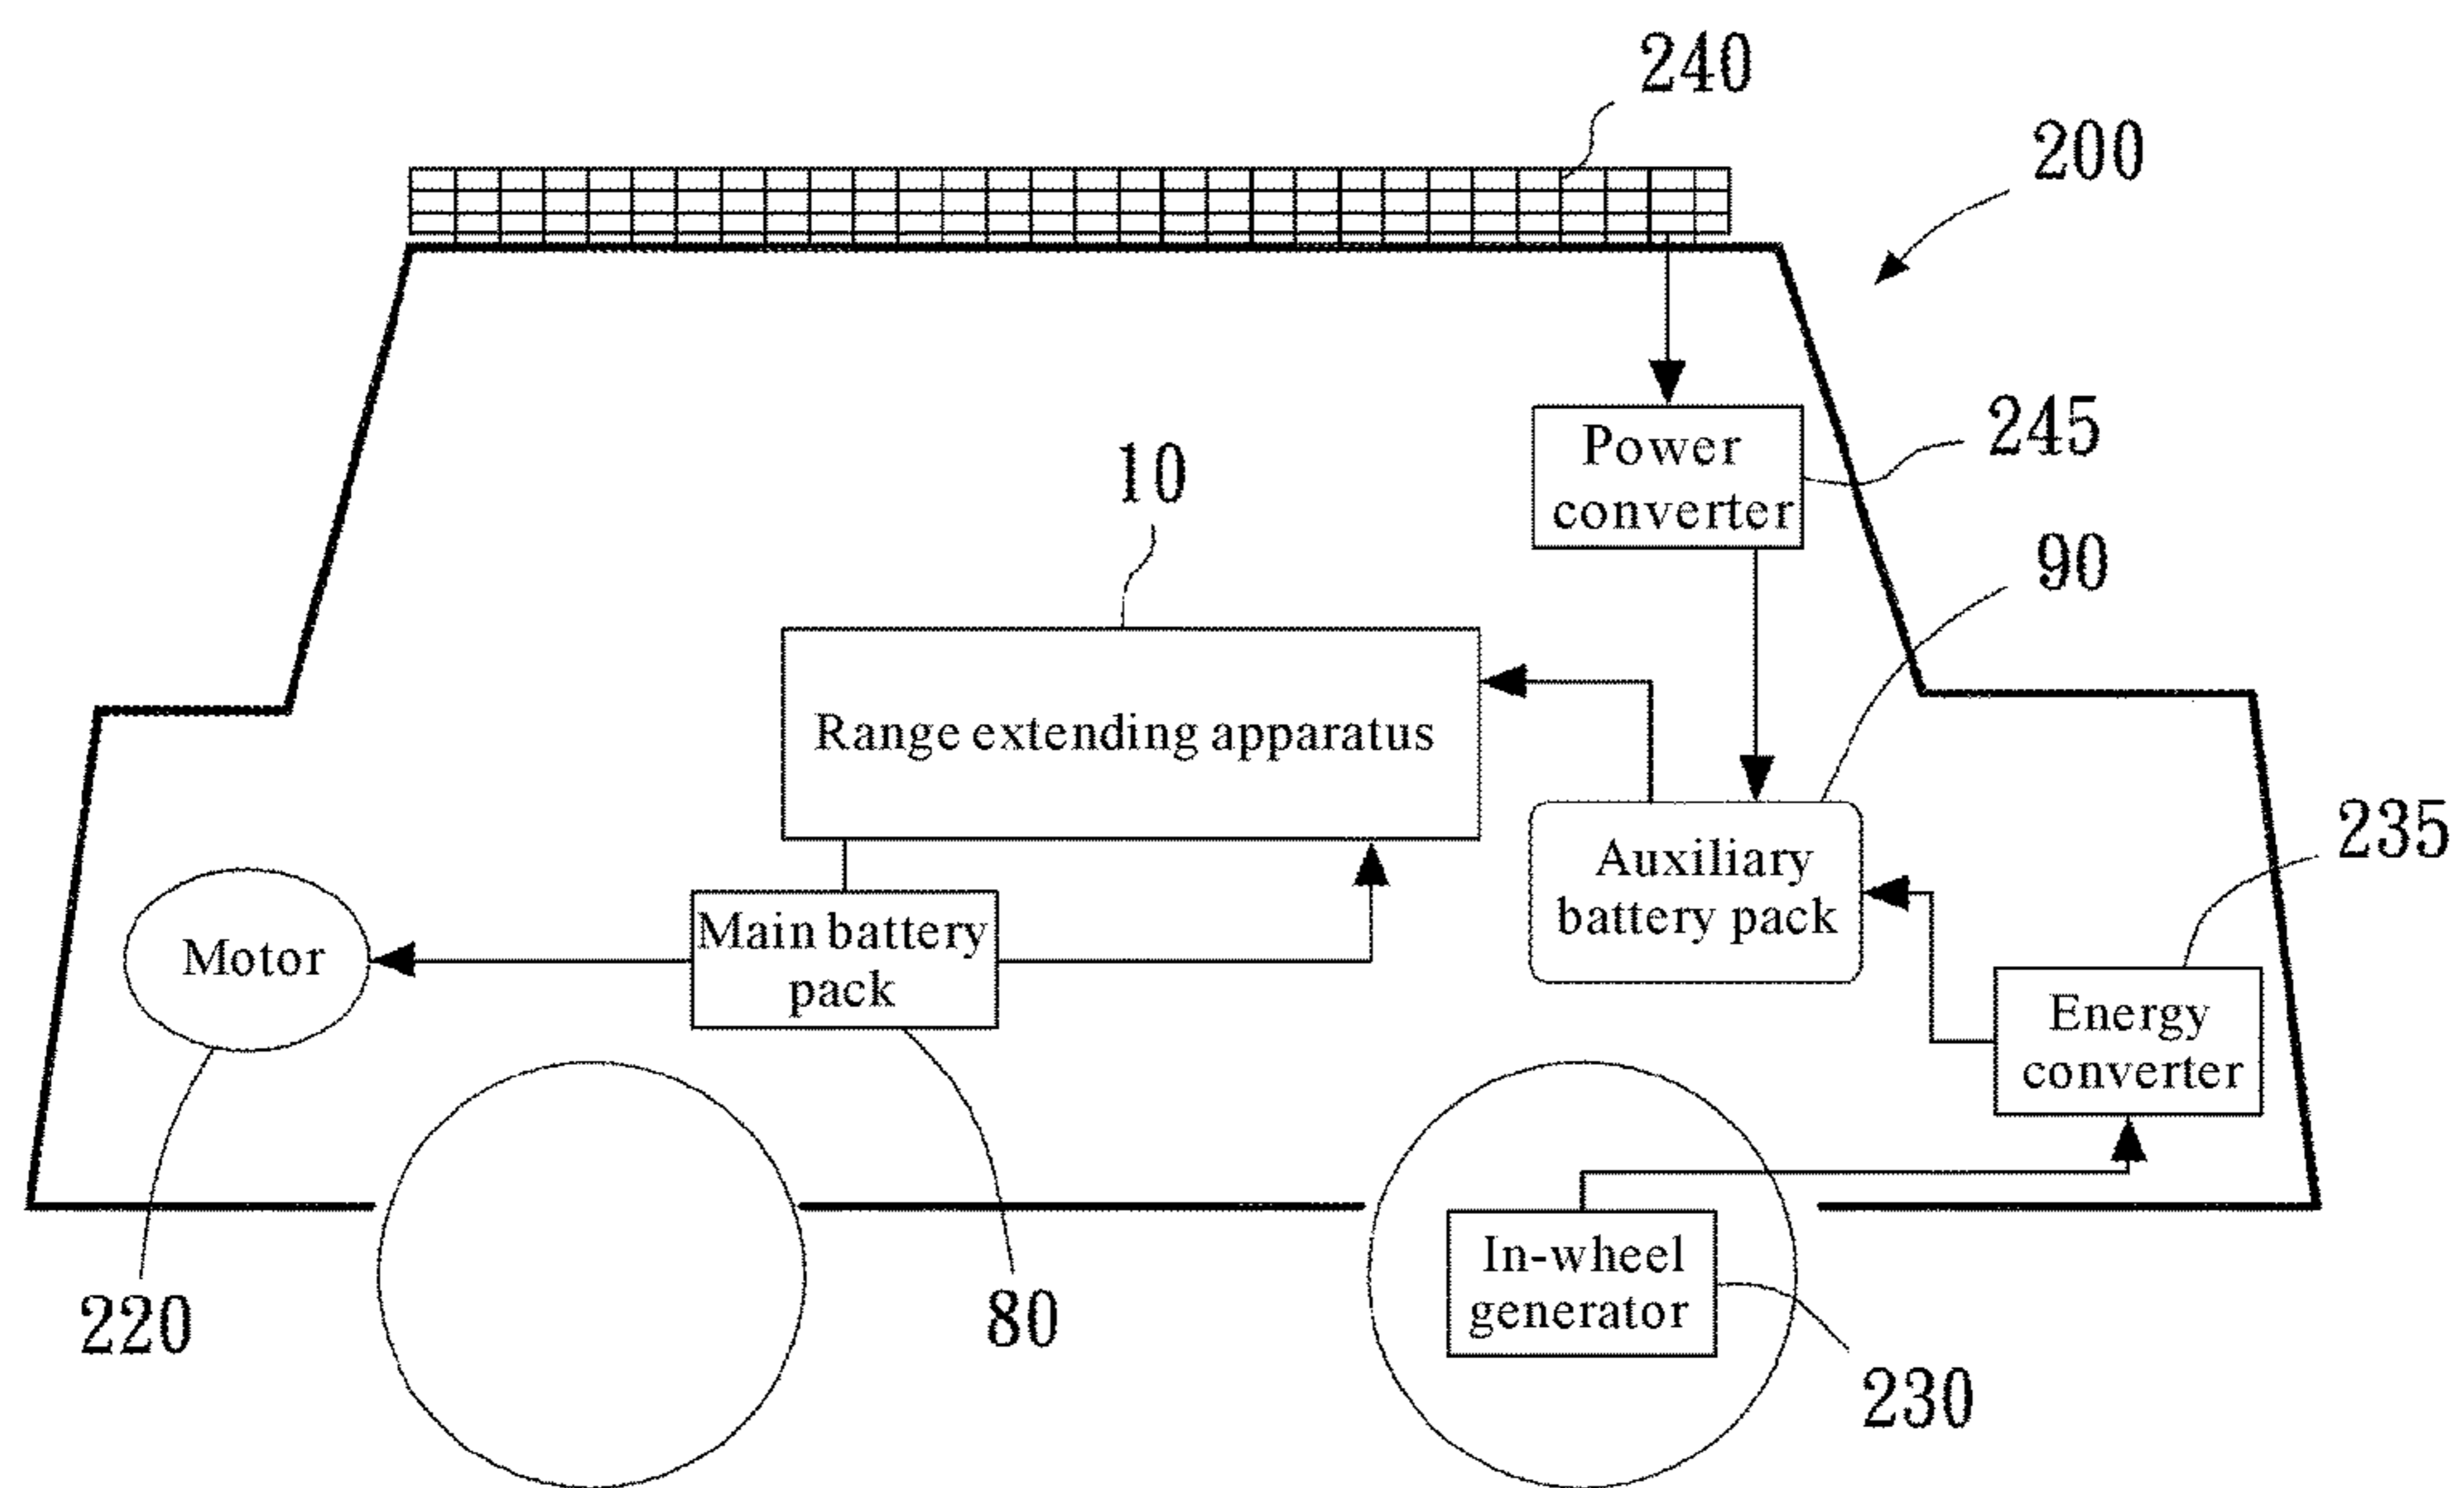 240
200
Power
converter
245
10
90
Range extending apparatus
Auxiliary
battery pack
235
Motor
Main battery
pack
Energy
converter
In-wheel
generator
220
80
230